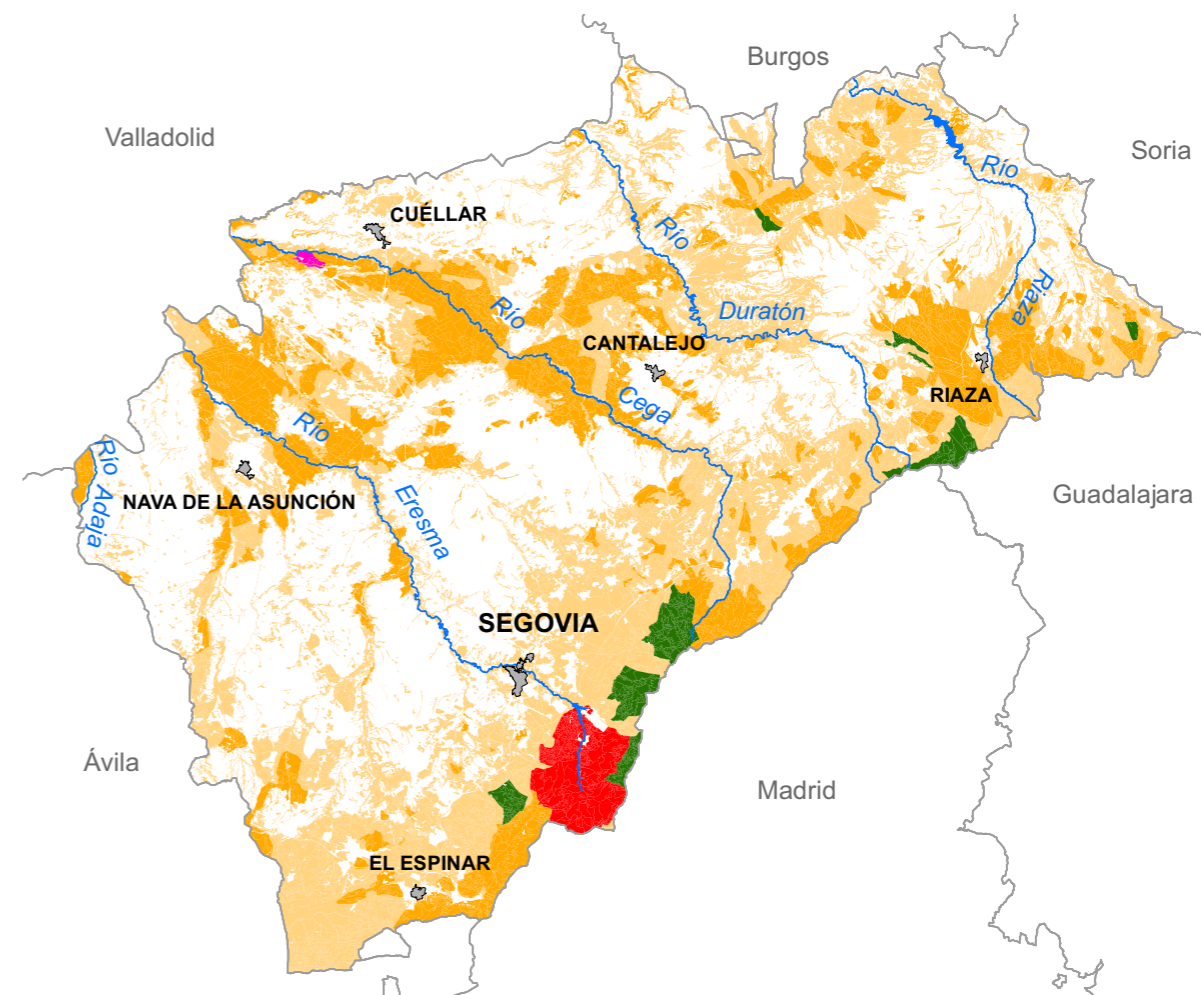 Burgos
Valladolid
Soria
Río
CUÉLLAR
Río
Riaza
Río
Duratón
CANTALEJO
RIAZA
Cega
Río
Río Adaja
NAVA DE LA ASUNCIÓN
Eresma
Guadalajara
SEGOVIA
Ávila
Madrid
EL ESPINAR